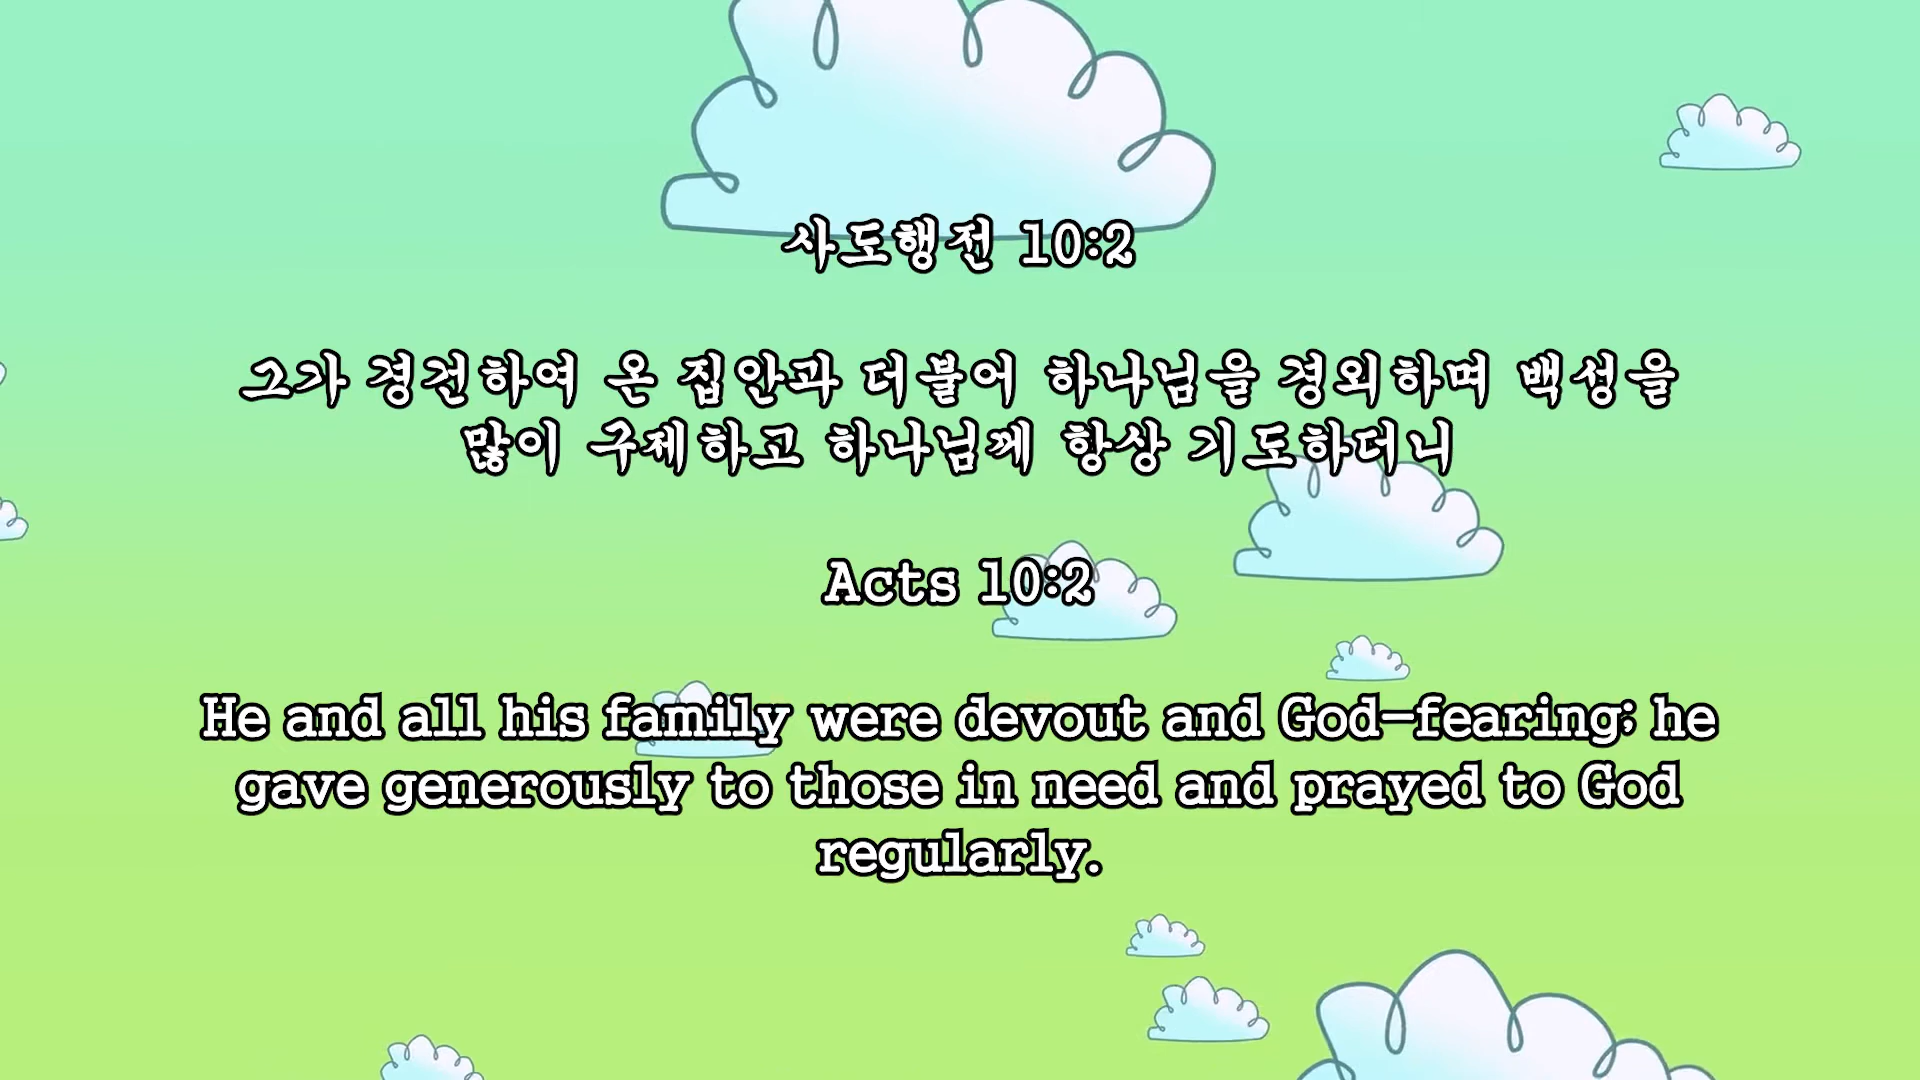 사도행전 10:2
그가 경건하여 온 집안과 더불어 하나님을 경외하며 백성을
많이 구제하고 하나님께 항상 기도하더니
Acts 10:2
He and all his family were devout and God-fearing; he
gave generously to those in need and prayed to God
regularly.